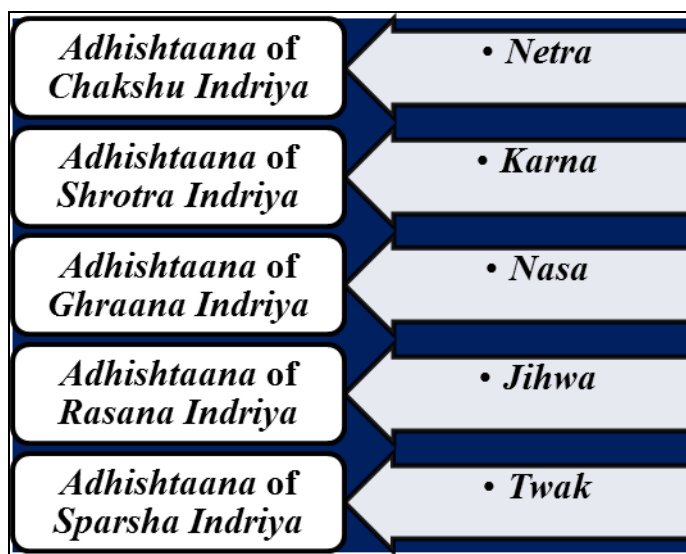 Adhishtaana of
Chakshu Indriya
• Netra
Adhishtaana of
Shrotra Indriya
• Karna
Adhishtaana of
Ghraana Indriya
• Nasa
Adhishtaana of
Rasana Indriya
• Jihwa
Adhishtaana of
Sparsha Indriya
• Twak